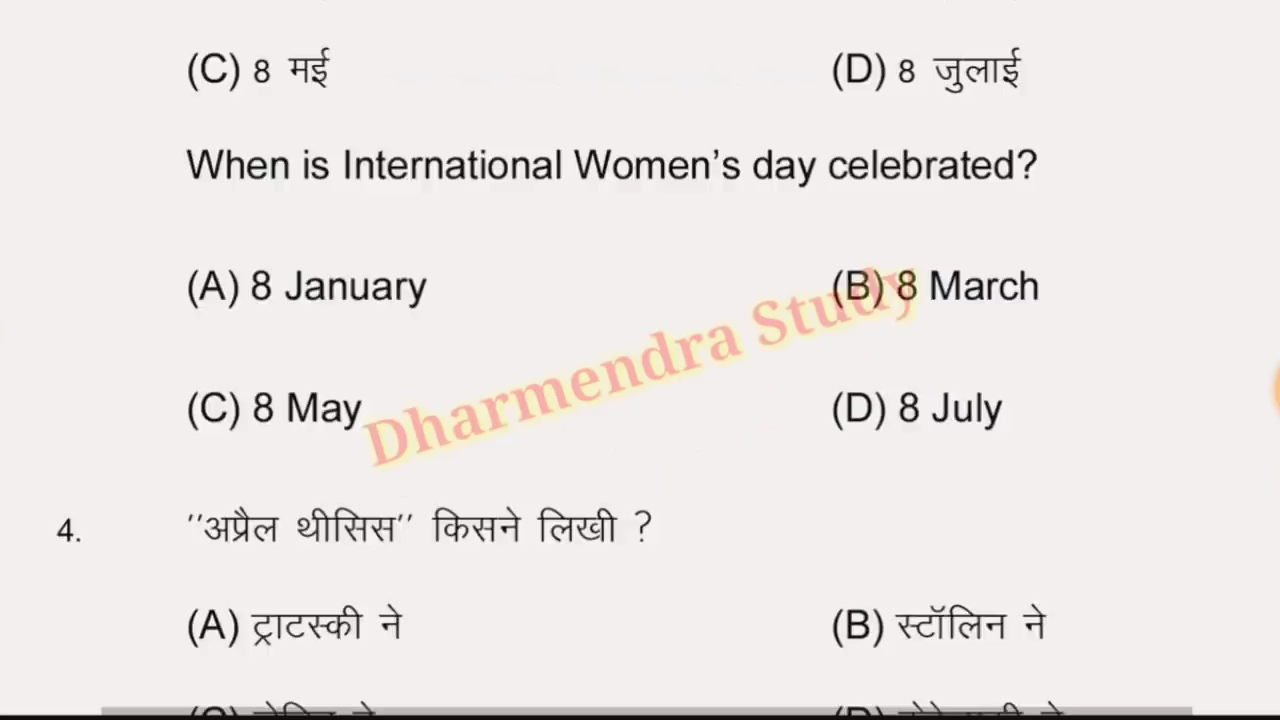 (C) 8 मई (D) 8 जुलाई
When is International Women's day celebrated?
(A) 8 January (B) 8 March
(C) 8 May (D) 8 July
Dharmendra Study
4. ''अप्रैल थीसिस'' किसने लिखी ?
(A) ट्राटस्की ने (B) स्टॉलिन ने